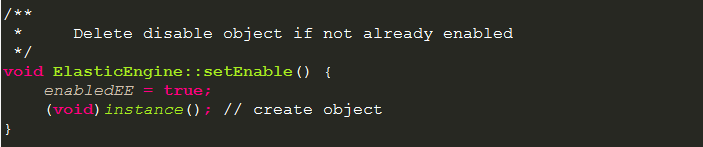 /**
 *     Delete disable object if not already enabled
 */
void ElasticEngine::setEnable() {
    enabledEE = true;
    (void)instance(); // create object
}